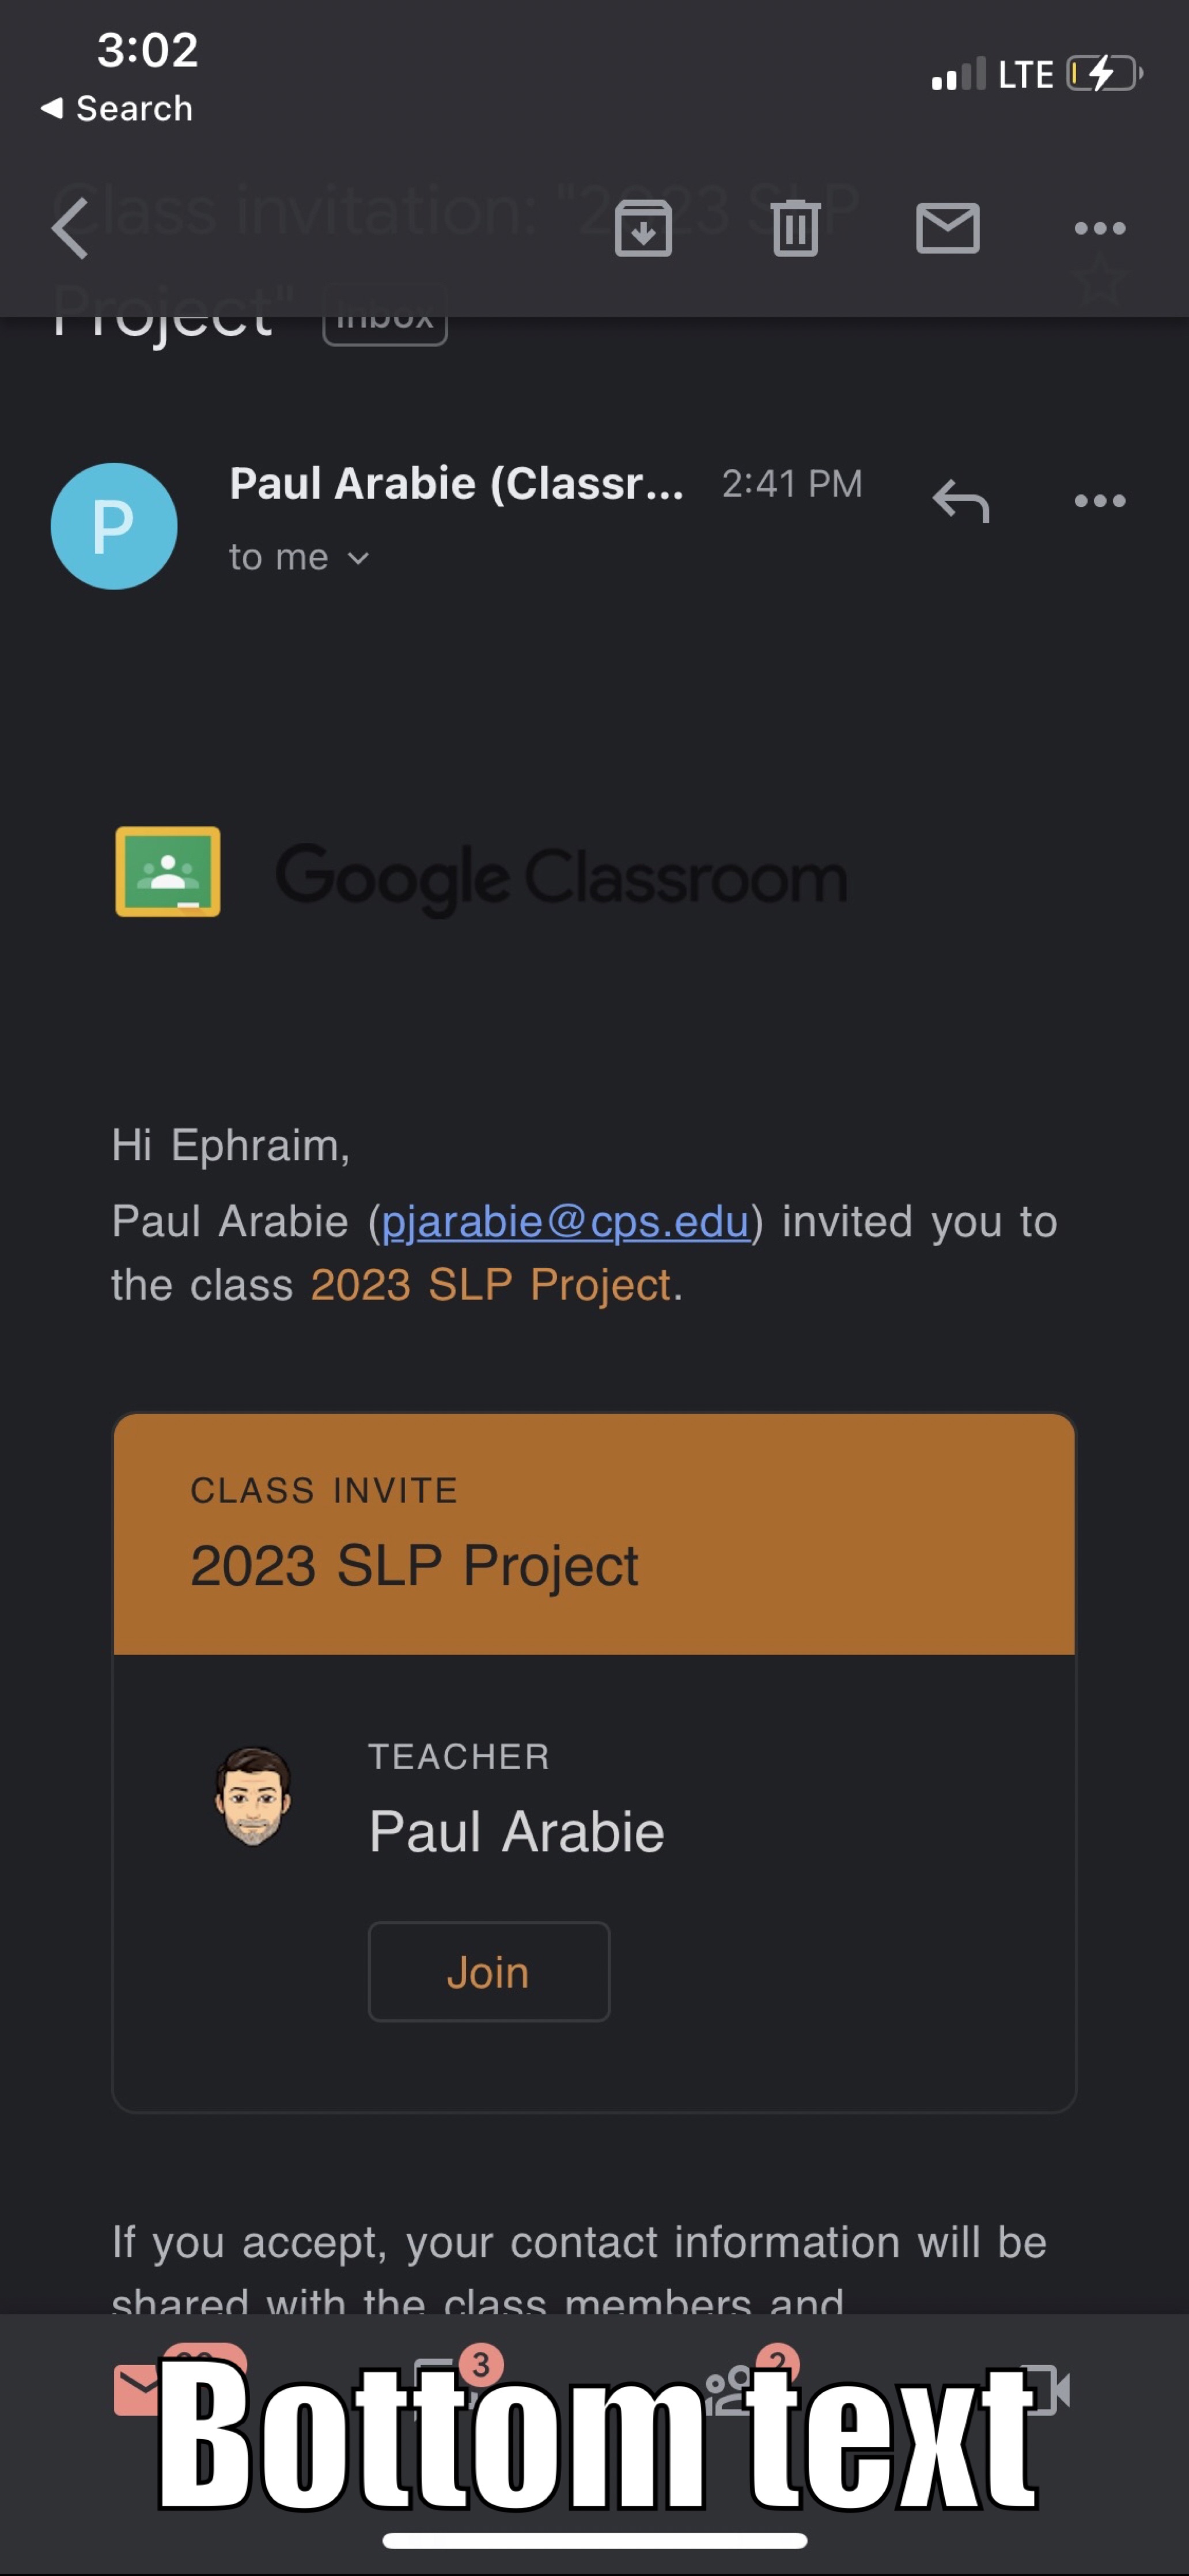 3:02
LTE
Search
Class invitation: "2023 SLP
Project" Inbox
Paul Arabie (Classr... 2:41 PM
to me
P
Google Classroom
Hi Ephraim,
Paul Arabie (pjarabie@cps.edu) invited you to
the class 2023 SLP Project.
CLASS INVITE
2023 SLP Project
TEACHER
Paul Arabie
Join
If you accept, your contact information will be
shared with the class members and
3
2
Bottom text